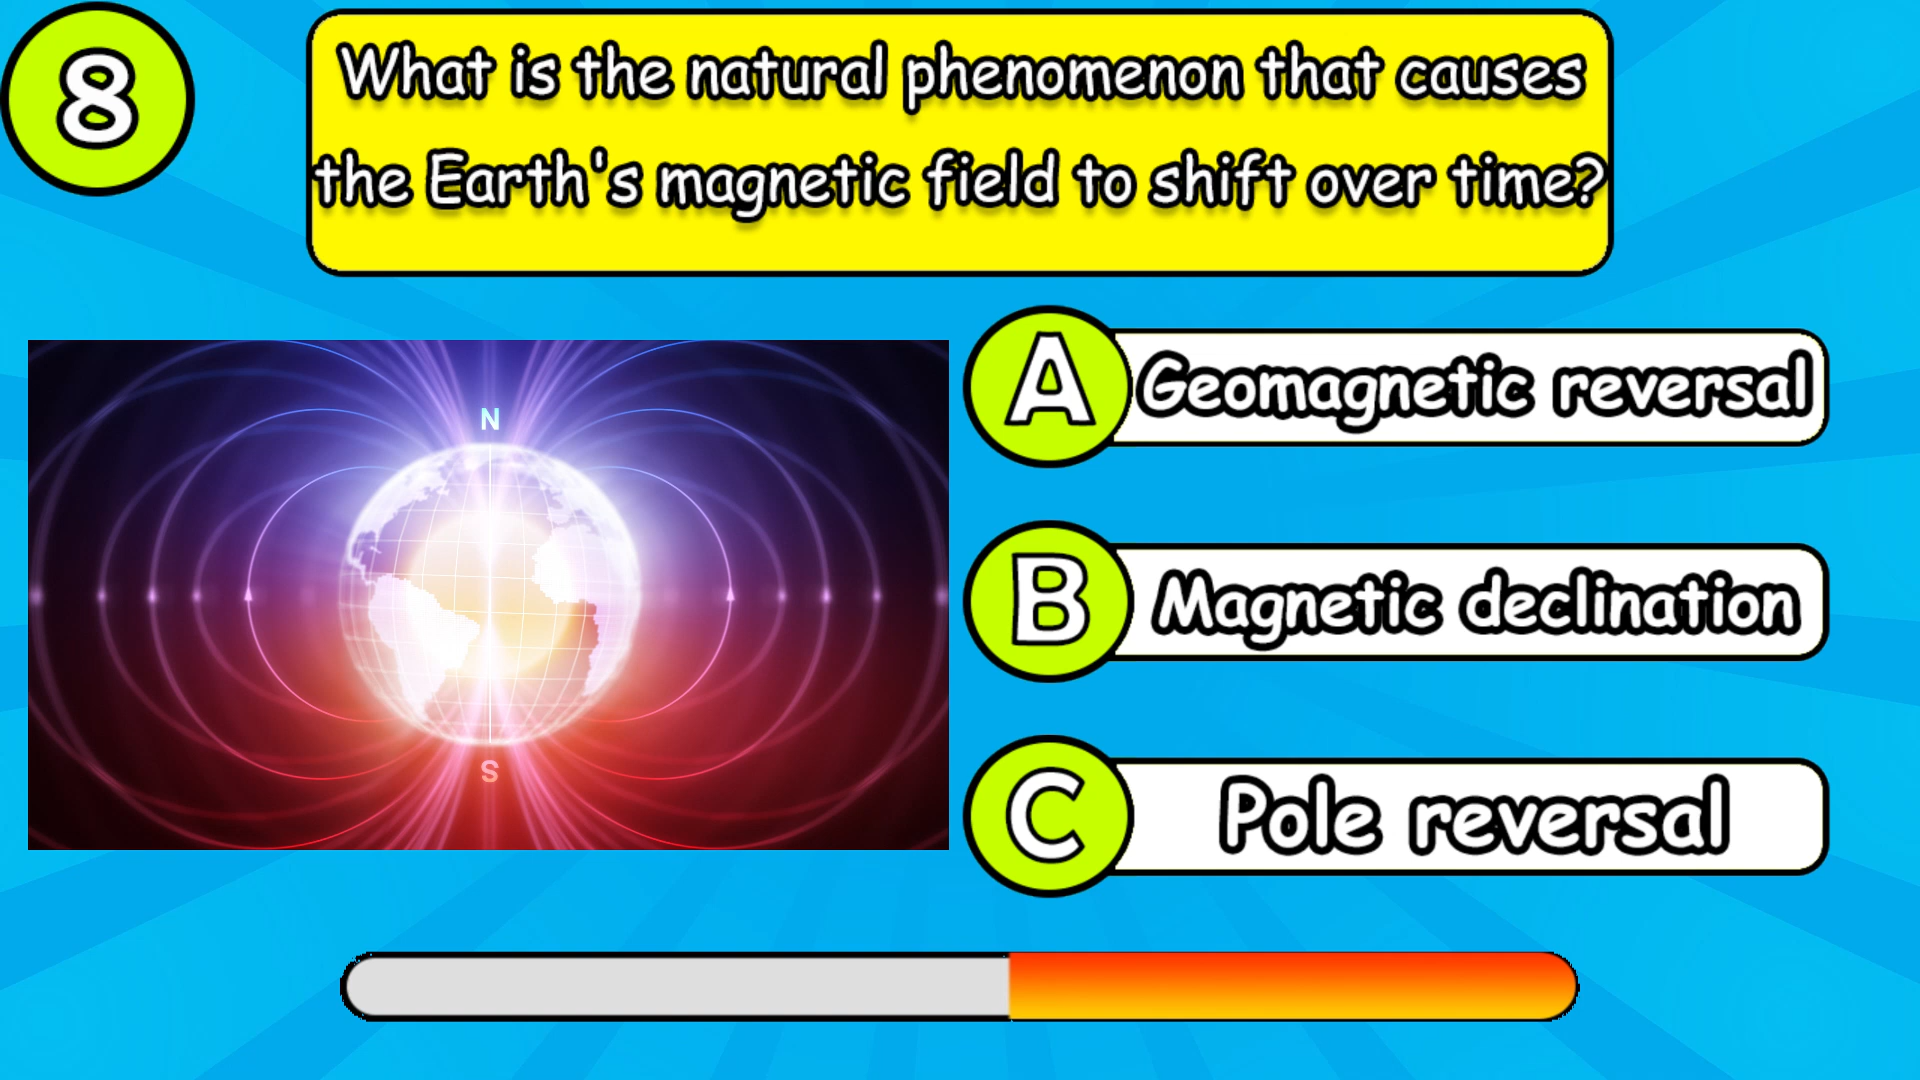 8
What is the natural phenomenon that causes
the Earth's magnetic field to shift over time?
N
S
A Geomagnetic reversal
B Magnetic declination
C Pole reversal